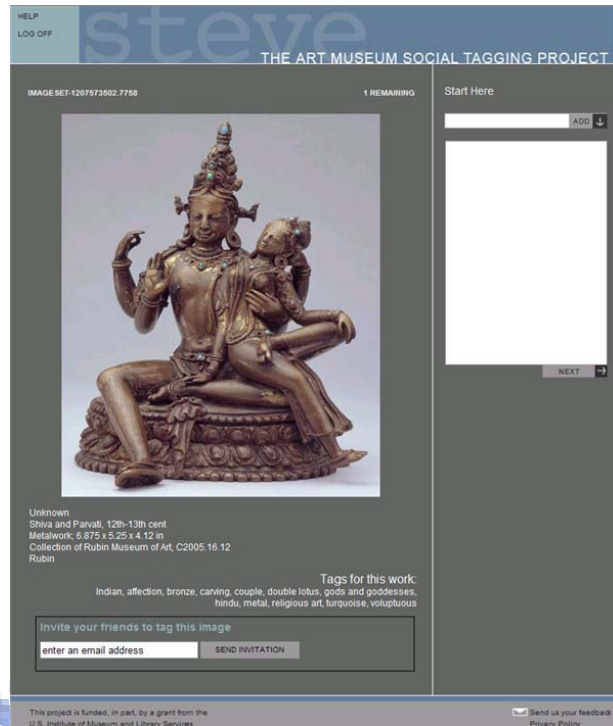 HELP
LOG OFF
steve
THE ART MUSEUM SOCIAL TAGGING PROJECT
IMAGESET-1207573502.7758
1 REMAINING
Start Here
ADD
NEXT
Unknown
Shiva and Parvati, 12th-13th cent
Metalwork; 6.875 x 5.25 x 4.12 in
Collection of Rubin Museum of Art, C2005.16.12
Rubin
Tags for this work:
Indian, affection, bronze, carving, couple, double lotus, gods and goddesses,
hindu, metal, religious art, turquoise, voluptuous
Invite your friends to tag this image
enter an email address
SEND INVITATION
This project is funded, in part, by a grant from the
U.S. Institute of Museum and Library Services
Send us your feedback
Privacy Policy